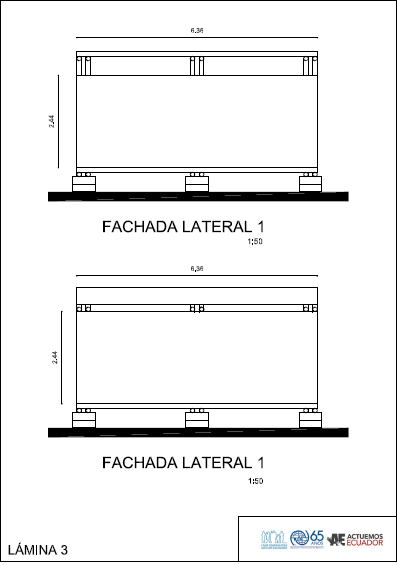 6,36
2,44
FACHADA LATERAL 1
1:50
6,36
2,44
FACHADA LATERAL 1
1:50
LÁMINA 3
65
AÑOS
ACTUEMOS
ECUADOR